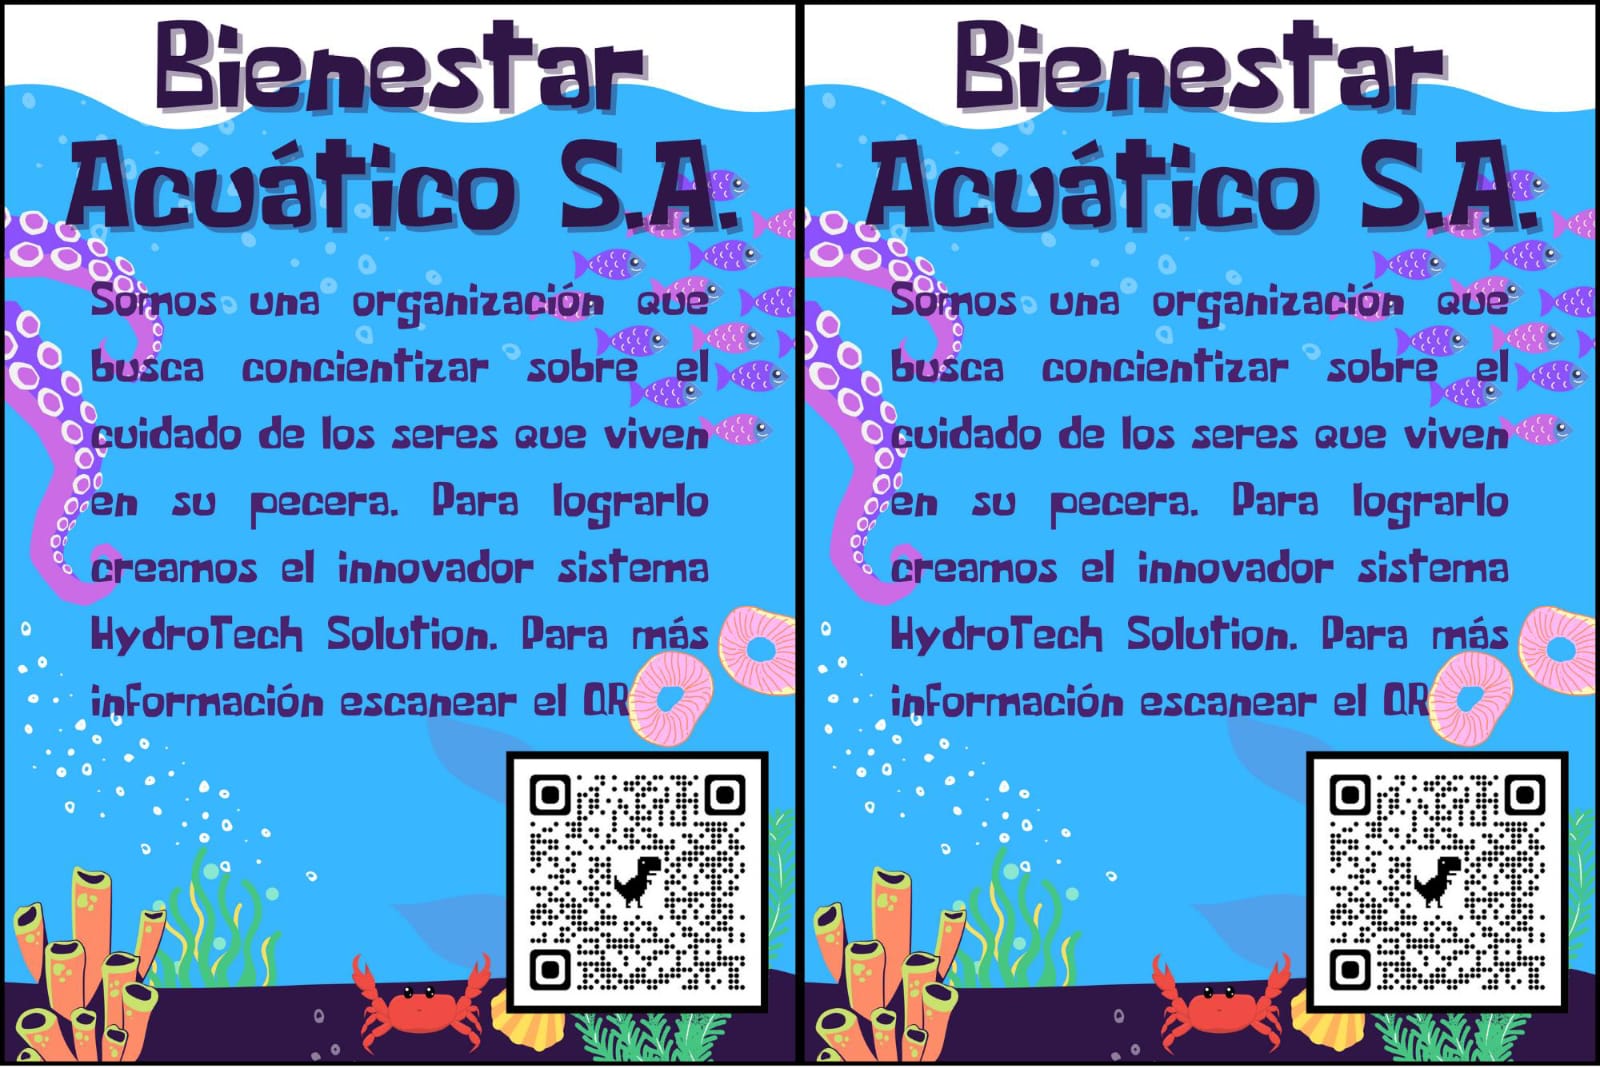 Bienestar
Acuático S.A.
Somos una organización que
busca concientizar sobre el
cuidado de los seres que viven
en su pecera. Para lograrlo
creamos el innovador sistema
HydroTech Solution. Para más
información escanear el QR
Bienestar
Acuático S.A.
Somos una organización que
busca concientizar sobre el
cuidado de los seres que viven
en su pecera. Para lograrlo
creamos el innovador sistema
HydroTech Solution. Para más
información escanear el QR